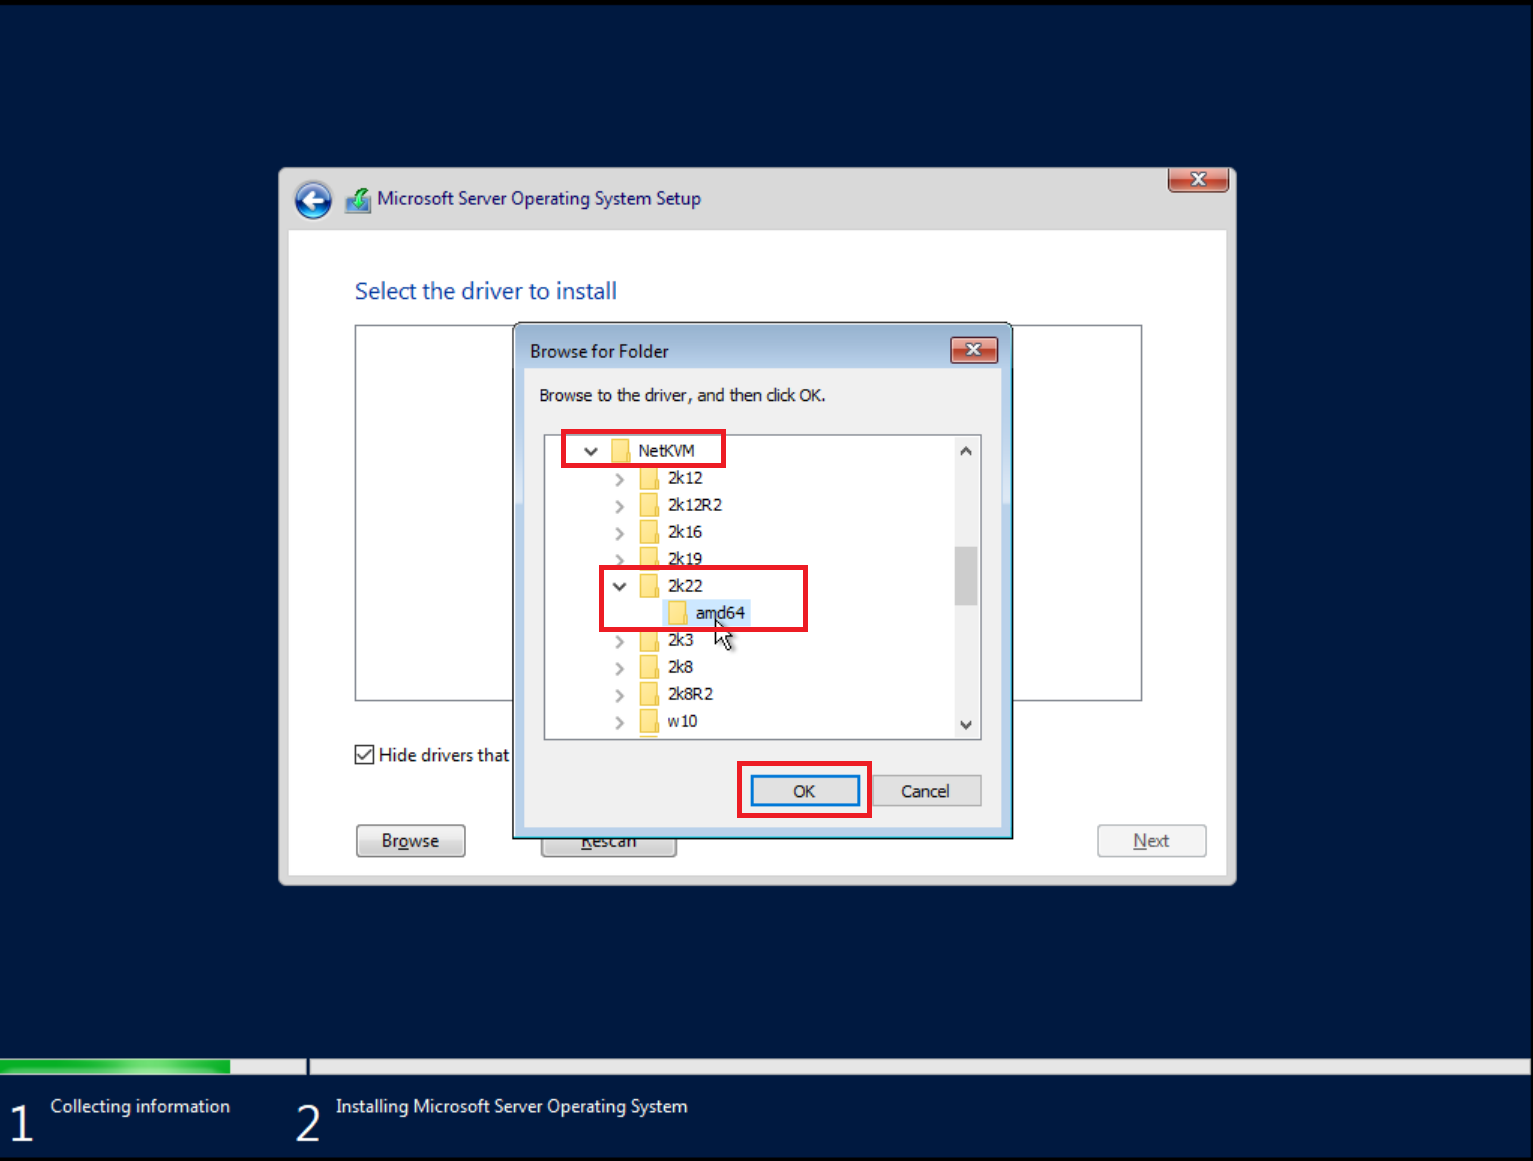 Microsoft Server Operating System Setup
Select the driver to install
Browse for Folder
Browse to the driver, and then click OK.
NetKVM
2k12
2k12R2
2k16
2k19
2k22
amd64
2k3
2k8
2k8R2
w10
Hide drivers that
OK
Cancel
Browse
Rescan
Next
1 Collecting information
2 Installing Microsoft Server Operating System